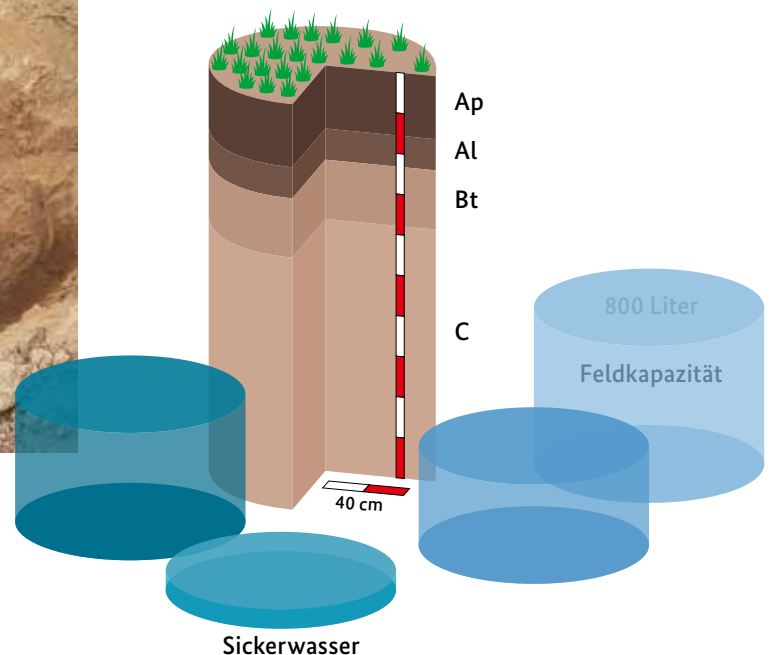 Ap
Al
Bt
C
800 Liter
Feldkapazität
40 cm
Sickerwasser